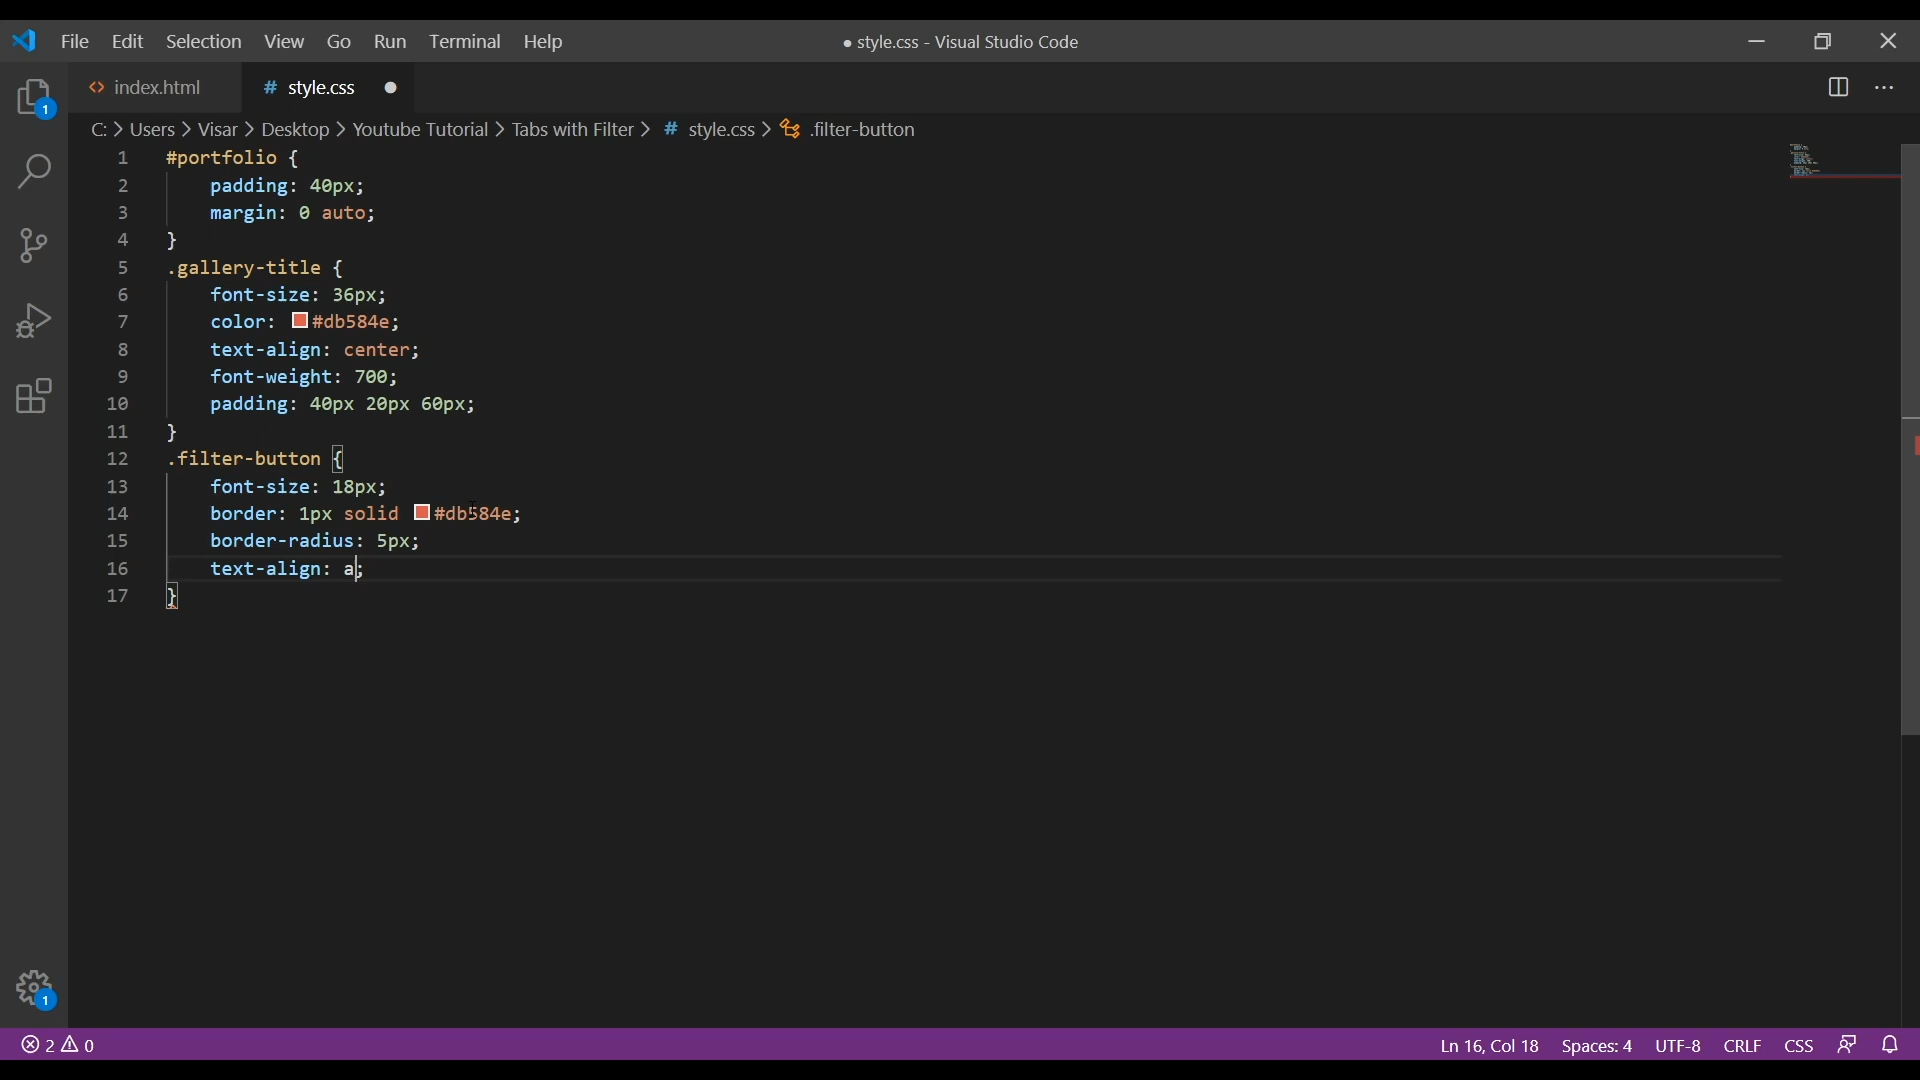 File Edit Selection View Go Run Terminal Help ● style.css - Visual Studio Code
index.html # style.css
C: > Users > Visar > Desktop > Youtube Tutorial > Tabs with Filter > # style.css > .filter-button
1 #portfolio {
2 padding: 40px;
3 margin: 0 auto;
4 }
5 .gallery-title {
6 font-size: 36px;
7 color: #db584e;
8 text-align: center;
9 font-weight: 700;
10 padding: 40px 20px 60px;
11 }
12 .filter-button {
13 font-size: 18px;
14 border: 1px solid #db584e;
15 border-radius: 5px;
16 text-align: a;
17 }
1
1
2 0 Ln 16, Col 18 Spaces: 4 UTF-8 CRLF CSS